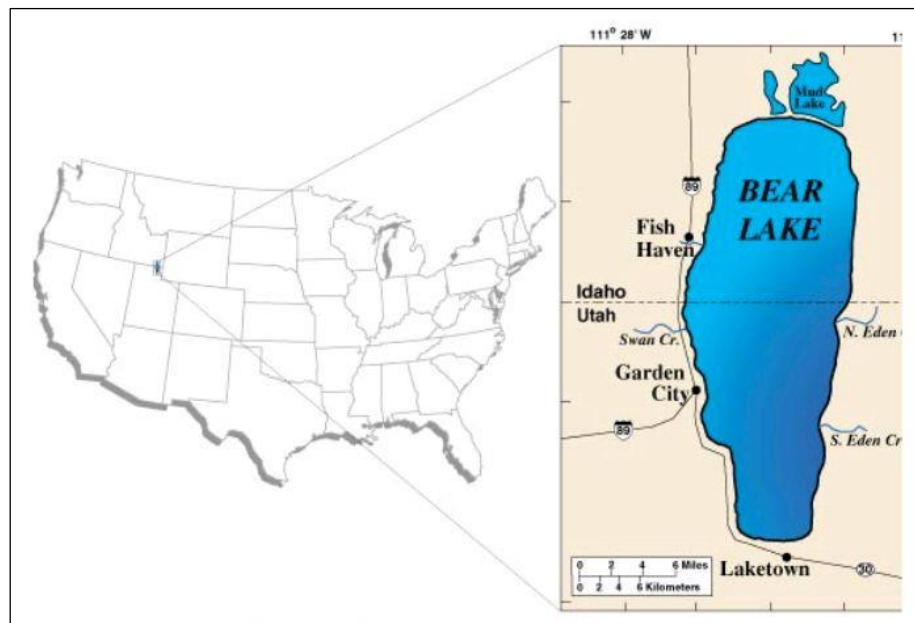 111° 28' W
11
Mud
Lake
89
BEAR
LAKE
Fish
Haven
Idaho
Utah
Swan Cr.
N. Eden
Garden
City
89
S. Eden Cr
0 2 4 6 Miles
0 2 4 6 Kilometers
Laketown
30